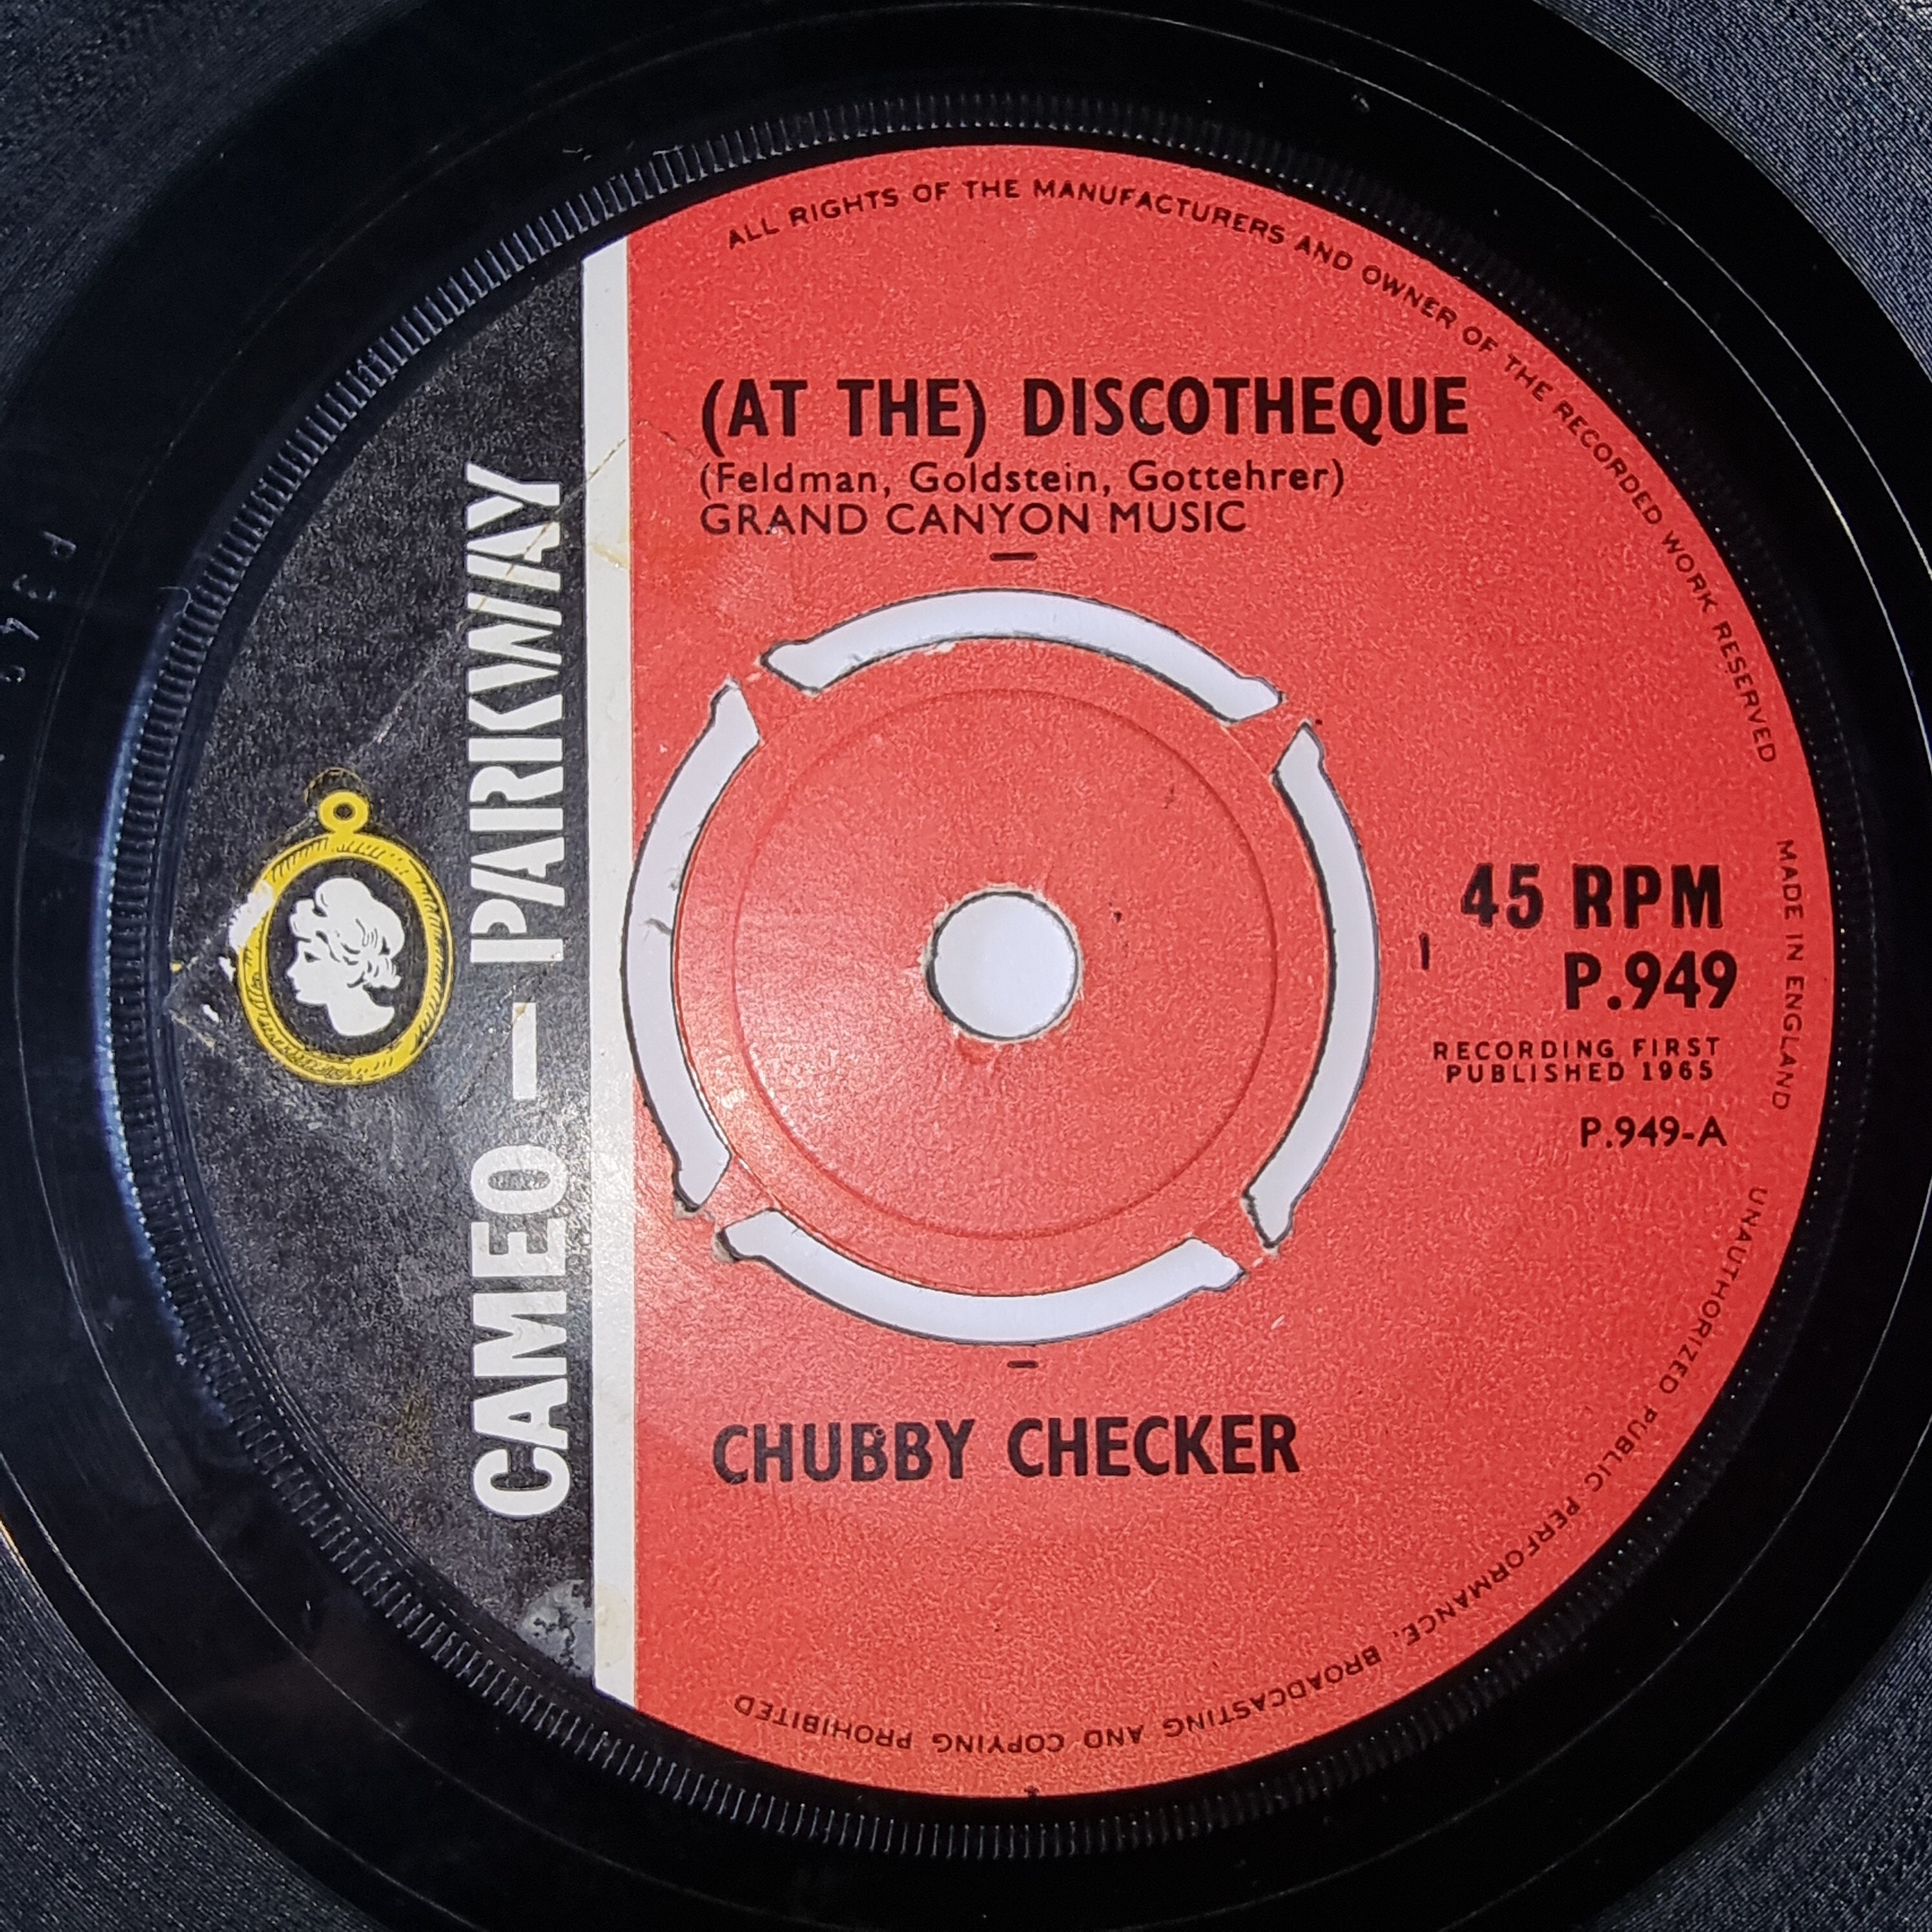 ALL RIGHTS OF THE MANUFACTURERS AND OWNER OF THE RECORDED WORK RESERVED
MADE IN ENGLAND
UNAUTHORIZED PUBLIC PERFORMANCE, BROADCASTING AND COPYING PROHIBITED
CAMEO – PARKWAY
(AT THE) DISCOTHEQUE
(Feldman, Goldstein, Gottehrer)
GRAND CANYON MUSIC
45 RPM
P.949
RECORDING FIRST
PUBLISHED 1965
P.949-A
CHUBBY CHECKER